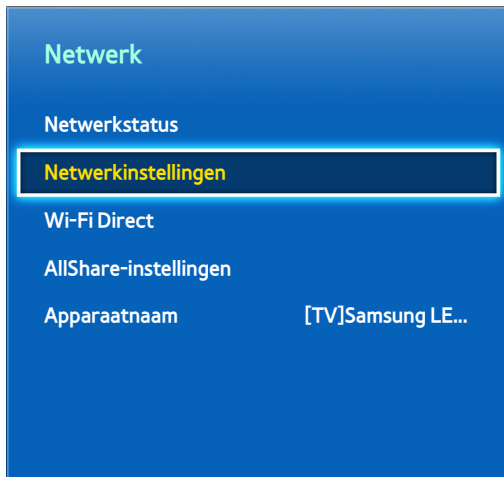 Netwerk
Netwerkstatus
Netwerkinstellingen
Wi-Fi Direct
AllShare-instellingen
Apparaatnaam [TV]Samsung LE...